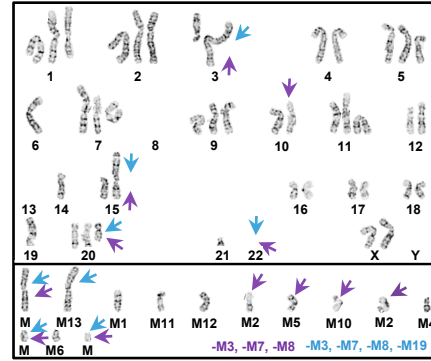 1 2 3 4 5
6 7 8 9 10 11 12
13 14 15 16 17 18
19 20 21 22 X Y
M M13 M1 M11 M12 M2 M5 M10 M2 M4
M M6 M -M3, -M7, -M8 -M3, -M7, -M8, -M19